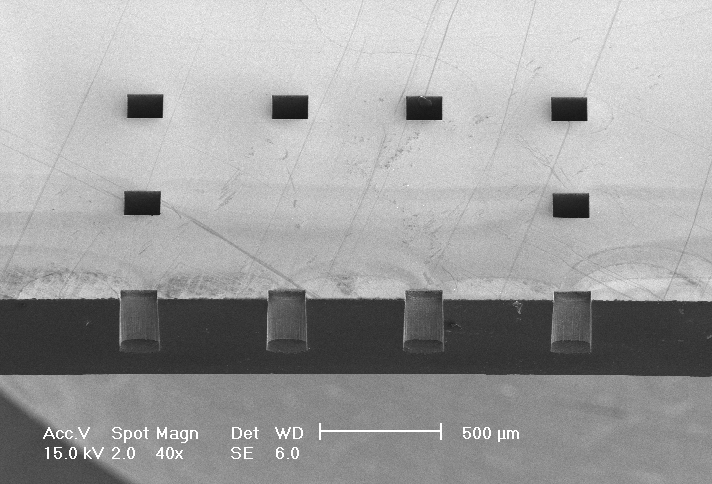 Acc.V Spot Magn Det WD 500 µm
15.0 kV 2.0 40x SE 6.0